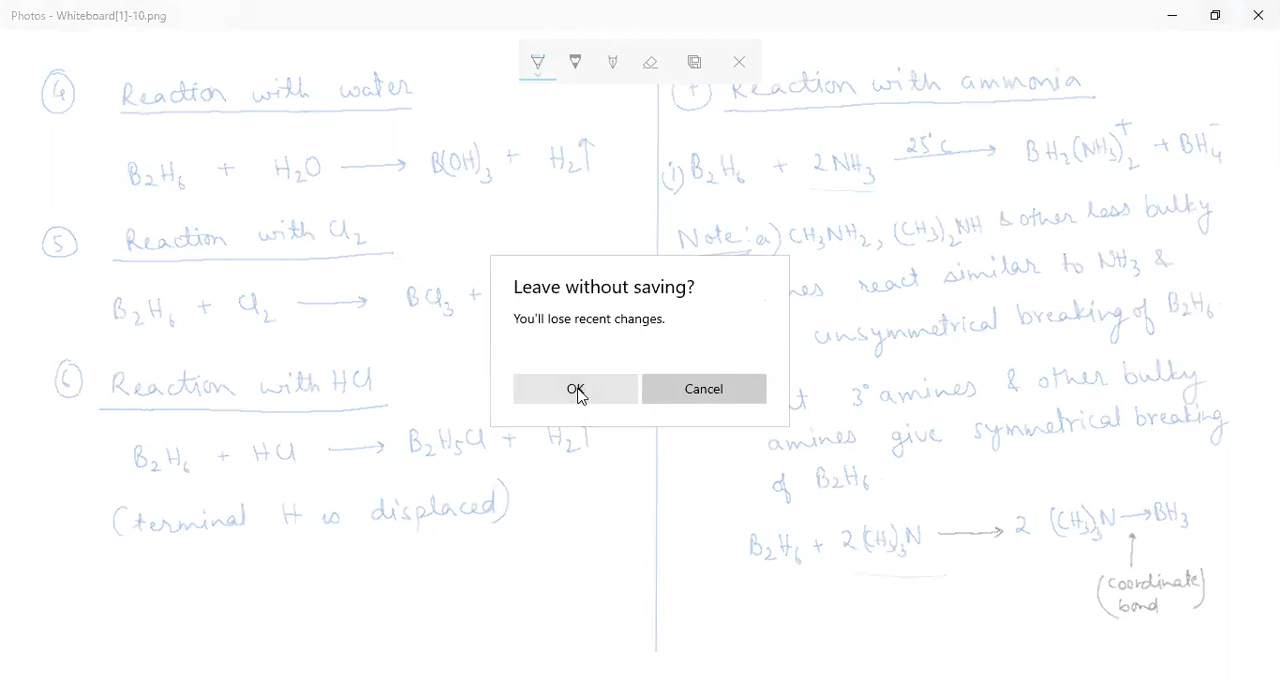 Photos - Whiteboard[1]-10.png
④ Reaction with water
B₂H₆ + H₂O ⟶ B(OH)₃ + H₂↑
⑤ Reaction with Cl₂
B₂H₆ + Cl₂ ⟶ BCl₃ +
⑥ Reaction with HCl
B₂H₆ + HCl ⟶ B₂H₅Cl + H₂↑
(terminal H is displaced)
Reaction with ammonia
(i) B₂H₆ + 2NH₃ 25°C ⟶ BH₂(NH₃)₂⁺ + BH₄⁻
Note: a) CH₃NH₂, (CH₃)₂NH & other less bulky
react similar to NH₃ &
unsymmetrical breaking of B₂H₆.
3° amines & other bulky
amines give symmetrical breaking
of B₂H₆.
B₂H₆ + 2(CH₃)₃N ⟶ 2 (CH₃)₃N→BH₃
(coordinate
bond)
Leave without saving?
You'll lose recent changes.
OK Cancel